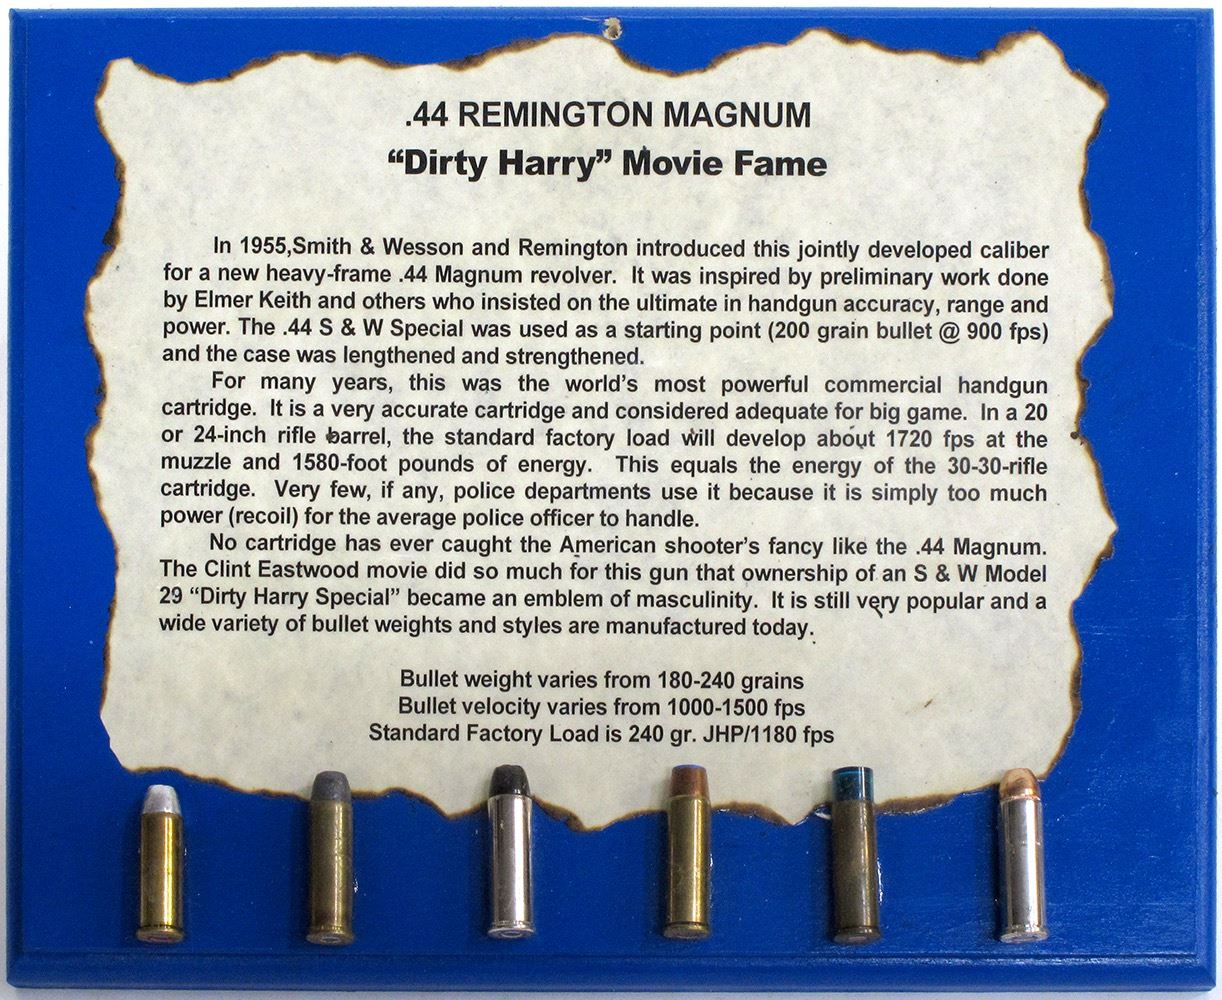 .44 REMINGTON MAGNUM
“Dirty Harry” Movie Fame
In 1955,Smith & Wesson and Remington introduced this jointly developed caliber
for a new heavy-frame .44 Magnum revolver. It was inspired by preliminary work done
by Elmer Keith and others who insisted on the ultimate in handgun accuracy, range and
power. The .44 S & W Special was used as a starting point (200 grain bullet @ 900 fps)
and the case was lengthened and strengthened.
For many years, this was the world’s most powerful commercial handgun
cartridge. It is a very accurate cartridge and considered adequate for big game. In a 20
or 24-inch rifle barrel, the standard factory load will develop about 1720 fps at the
muzzle and 1580-foot pounds of energy. This equals the energy of the 30-30-rifle
cartridge. Very few, if any, police departments use it because it is simply too much
power (recoil) for the average police officer to handle.
No cartridge has ever caught the American shooter’s fancy like the .44 Magnum.
The Clint Eastwood movie did so much for this gun that ownership of an S & W Model
29 “Dirty Harry Special” became an emblem of masculinity. It is still very popular and a
wide variety of bullet weights and styles are manufactured today.
Bullet weight varies from 180-240 grains
Bullet velocity varies from 1000-1500 fps
Standard Factory Load is 240 gr. JHP/1180 fps